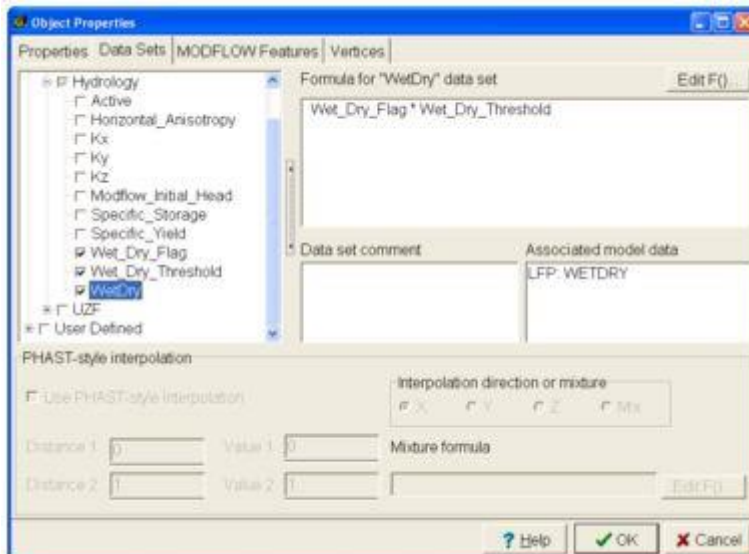 Object Properties
Properties Data Sets MODFLOW Features Vertices
Hydrology
Active
Horizontal_Anisotropy
Kx
Ky
Kz
Modflow_Initial_Head
Specific_Storage
Specific_Yield
Wet_Dry_Flag
Wet_Dry_Threshold
WetDry
UZF
User Defined
Formula for "WetDry" data set
Edit F()
Wet_Dry_Flag * Wet_Dry_Threshold
Data set comment
Associated model data
LFP: WETDRY
PHAST-style interpolation
Use PHAST-style interpolation
Interpolation direction or mixture
X Y Z Mix
Distance 1 0 Value 1 0
Mixture formula
Distance 2 1 Value 2 1
Edit F()
? Help OK Cancel